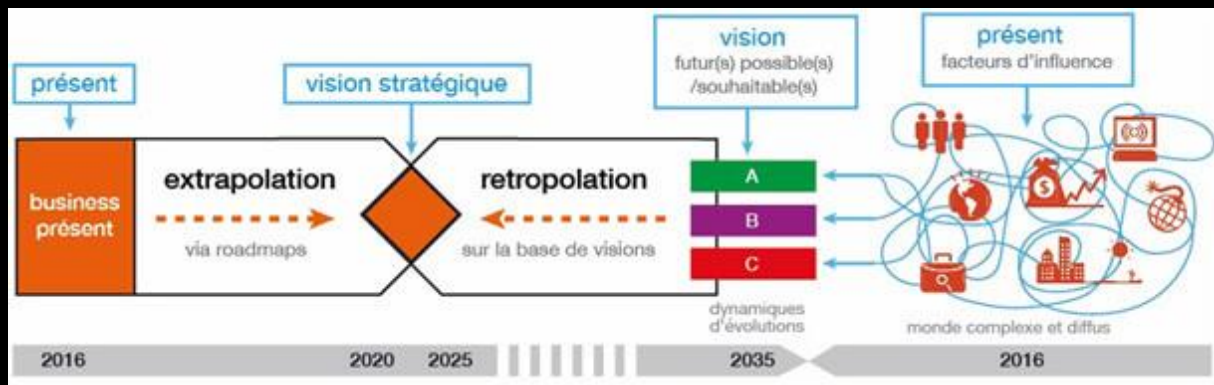 présent
vision stratégique
vision
futur(s) possible(s)
/souhaitable(s)
présent
facteurs d'influence
business
présent
extrapolation
via roadmaps
retropolation
sur la base de visions
A
B
C
$
dynamiques
d'évolutions
monde complexe et diffus
2016
2020
2025
2035
2016